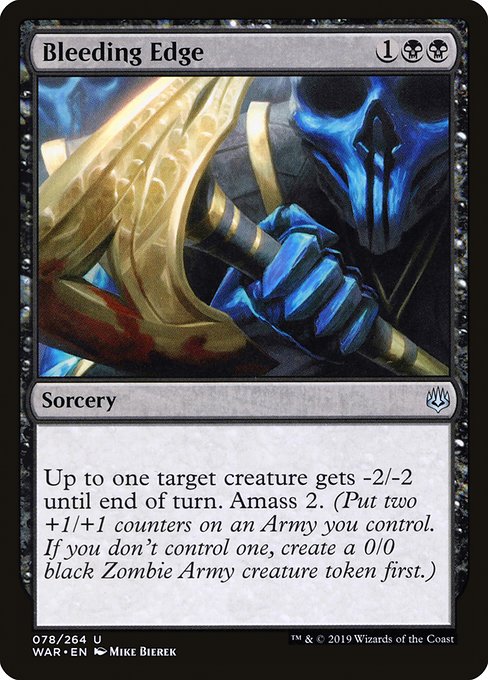 Bleeding Edge 1
Sorcery
Up to one target creature gets -2/-2
until end of turn. Amass 2. (Put two
+1/+1 counters on an Army you control.
If you don't control one, create a 0/0
black Zombie Army creature token first.)
078/264 U
WAR • EN Mike Bierek
™ & © 2019 Wizards of the Coast